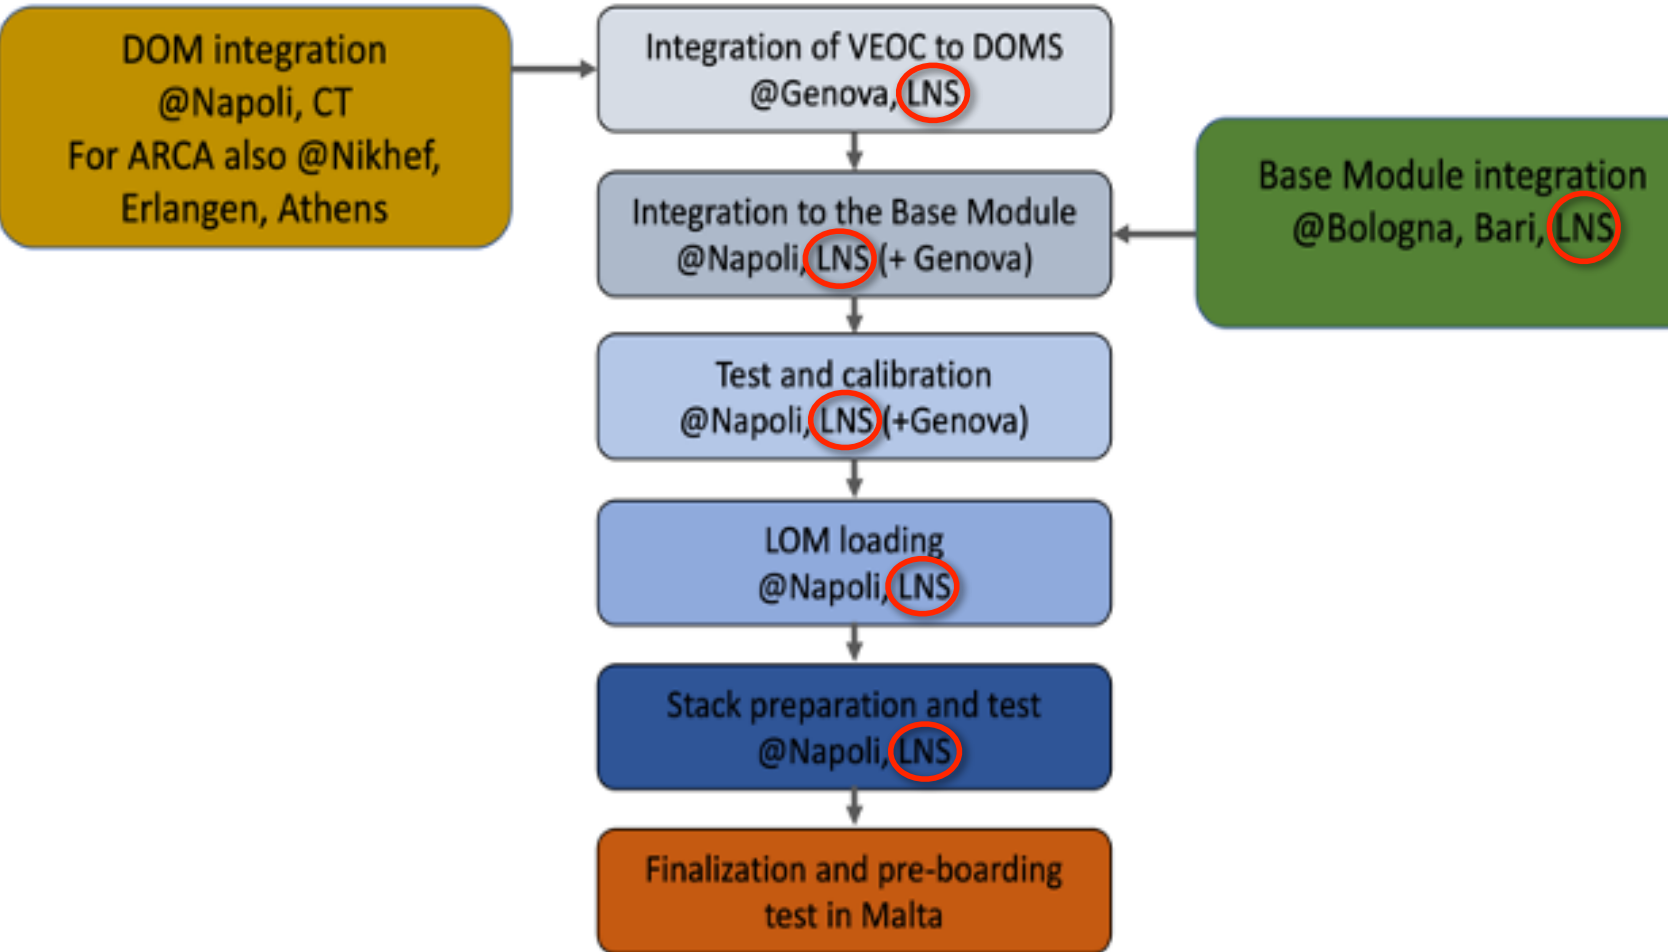 DOM integration
@Napoli, CT
For ARCA also @Nikhef,
Erlangen, Athens
Integration of VEOC to DOMS
@Genova, LNS
Base Module integration
@Bologna, Bari, LNS
Integration to the Base Module
@Napoli, LNS (+ Genova)
Test and calibration
@Napoli, LNS (+Genova)
LOM loading
@Napoli, LNS
Stack preparation and test
@Napoli, LNS
Finalization and pre-boarding
test in Malta